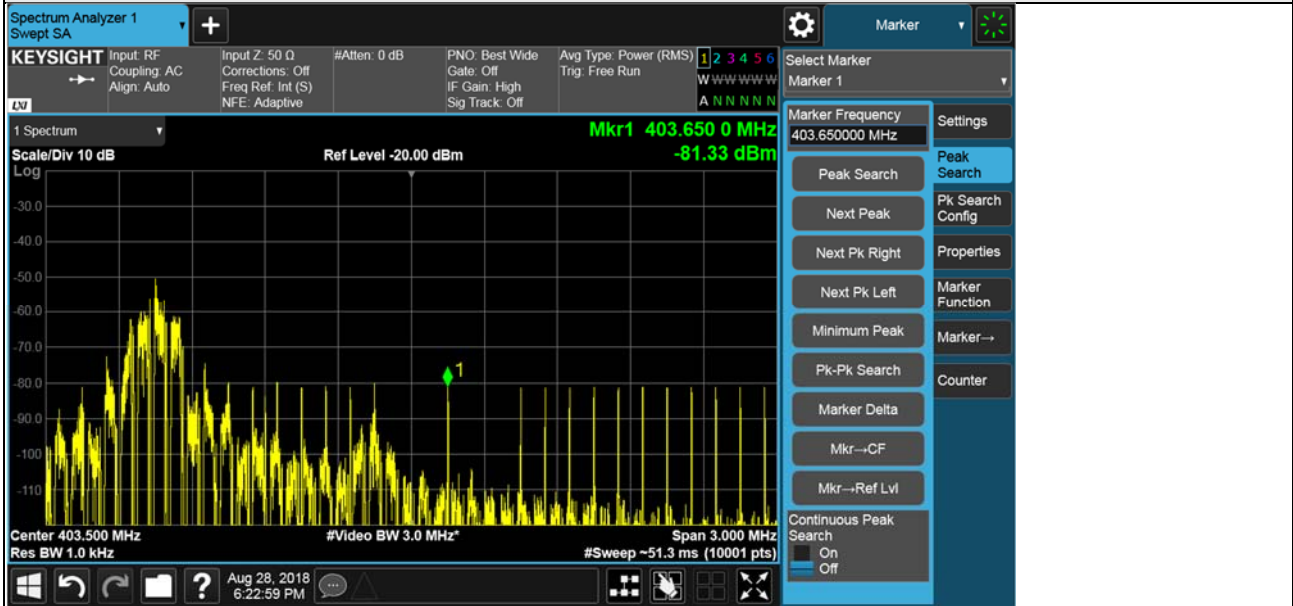 Spectrum Analyzer 1
Swept SA
+
Marker
KEYSIGHT
LXI
Input: RF
Coupling: AC
Align: Auto
Input Z: 50 Ω
Corrections: Off
Freq Ref: Int (S)
NFE: Adaptive
#Atten: 0 dB
PNO: Best Wide
Gate: Off
IF Gain: High
Sig Track: Off
Avg Type: Power (RMS)
Trig: Free Run
1 2 3 4 5 6
W W W W W W
A N N N N N
Select Marker
Marker 1
1 Spectrum
Mkr1 403.650 0 MHz
-81.33 dBm
Scale/Div 10 dB
Ref Level -20.00 dBm
Log
-30.0
-40.0
-50.0
-60.0
-70.0
-80.0
-90.0
-100
-110
1
Center 403.500 MHz
#Video BW 3.0 MHz*
Span 3.000 MHz
Res BW 1.0 kHz
#Sweep ~51.3 ms (10001 pts)
Marker Frequency
403.650000 MHz
Peak Search
Next Peak
Next Pk Right
Next Pk Left
Minimum Peak
Pk-Pk Search
Marker Delta
Mkr→CF
Mkr→Ref Lvl
Continuous Peak
Search
On
Off
Settings
Peak
Search
Pk Search
Config
Properties
Marker
Function
Marker→
Counter
?
Aug 28, 2018
6:22:59 PM